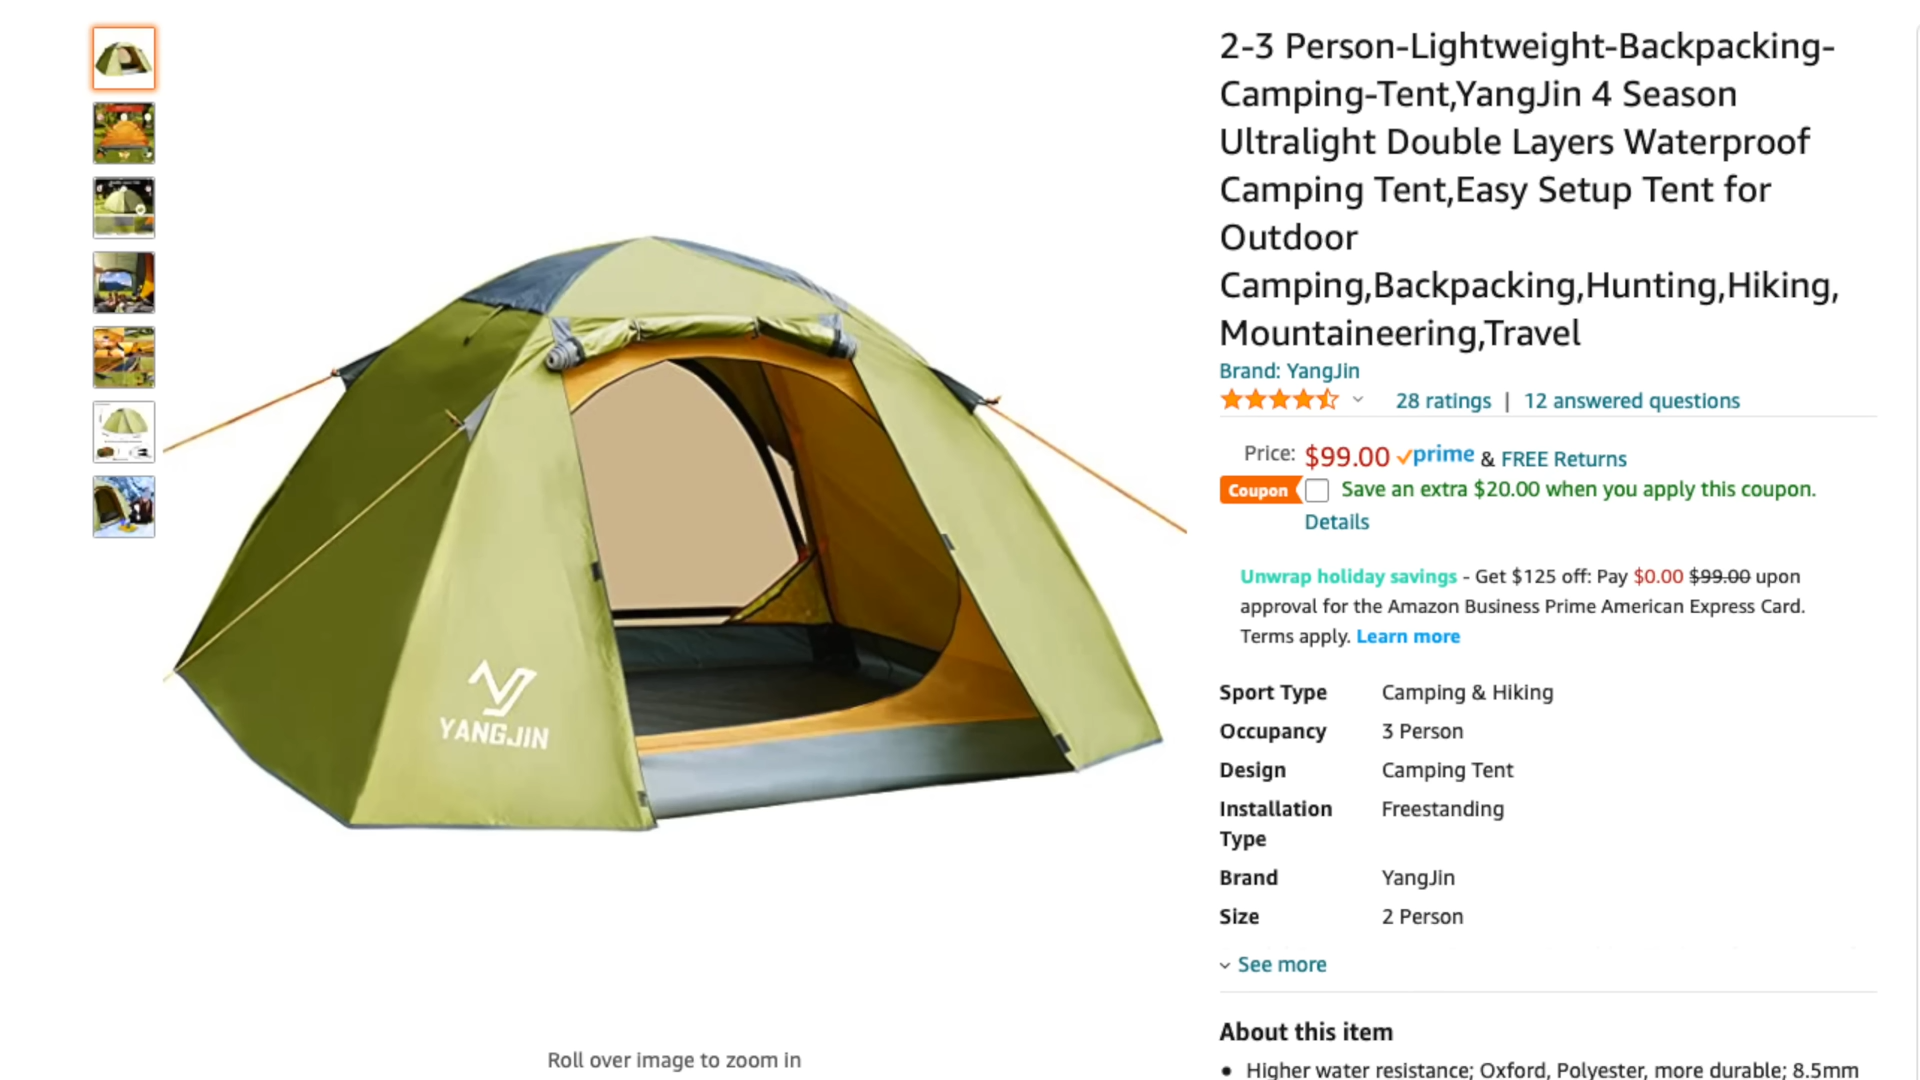 2-3 Person-Lightweight-Backpacking-
Camping-Tent,YangJin 4 Season
Ultralight Double Layers Waterproof
Camping Tent,Easy Setup Tent for
Outdoor
Camping,Backpacking,Hunting,Hiking,
Mountaineering,Travel
Brand: YangJin
28 ratings | 12 answered questions
Price: $99.00 prime & FREE Returns
Coupon Save an extra $20.00 when you apply this coupon.
Details
Unwrap holiday savings - Get $125 off: Pay $0.00 $99.00 upon
approval for the Amazon Business Prime American Express Card.
Terms apply. Learn more
Sport Type Camping & Hiking
Occupancy 3 Person
Design Camping Tent
Installation Freestanding
Type
Brand YangJin
Size 2 Person
See more
About this item
• Higher water resistance; Oxford, Polyester, more durable; 8.5mm
YANGJIN
Roll over image to zoom in